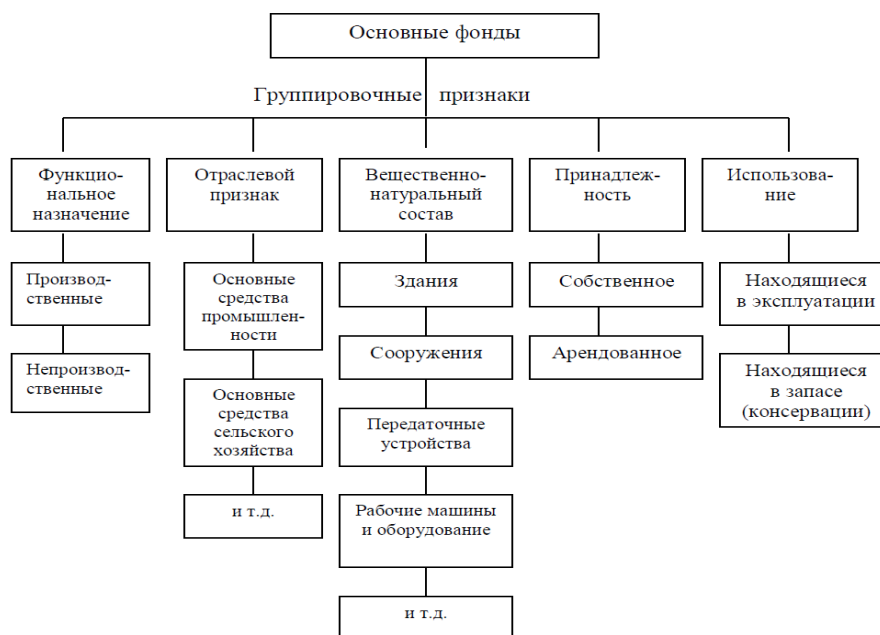 Основные фонды
Группировочные признаки
Функцио-
нальное
назначение
Производ-
ственные
Непроизвод-
ственные
Отраслевой
признак
Основные
средства
промышлен-
ности
Основные
средства
сельского
хозяйства
и т.д.
Вещественно-
натуральный
состав
Здания
Сооружения
Передаточные
устройства
Рабочие машины
и оборудование
и т.д.
Принадлеж-
ность
Собственное
Арендованное
Использова-
ние
Находящиеся
в эксплуатации
Находящиеся
в запасе
(консервации)